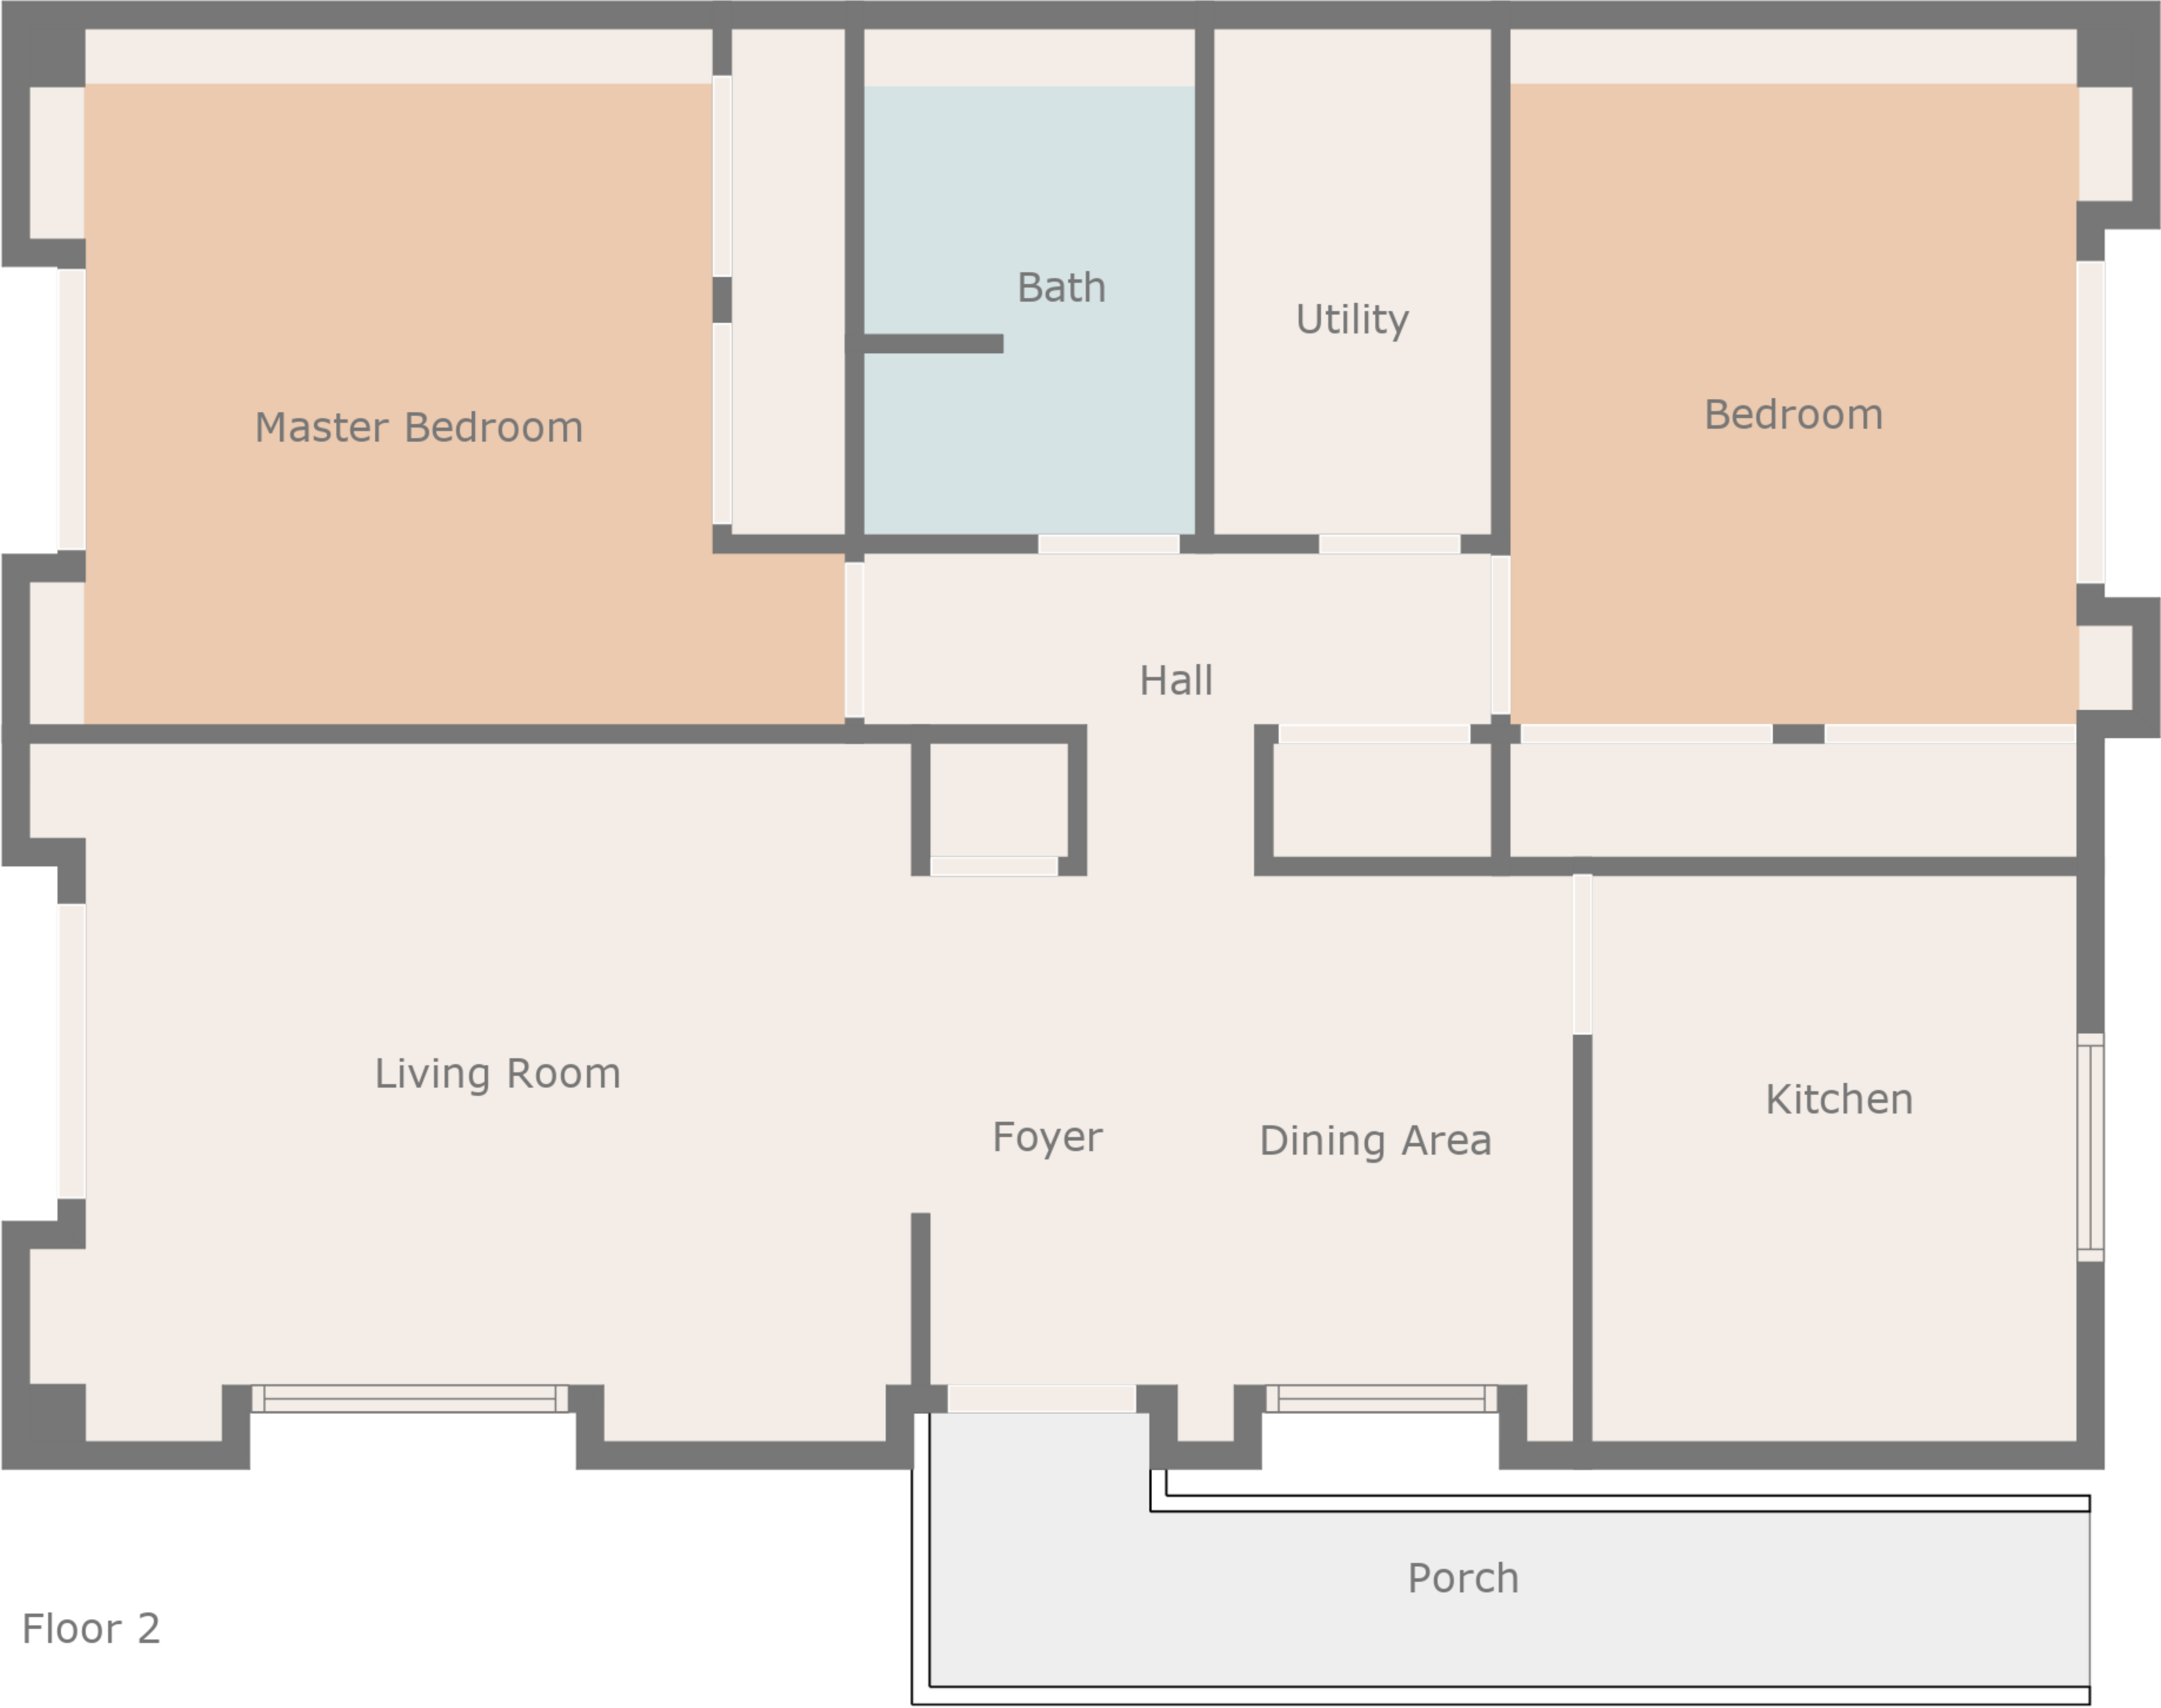 Bath
Utility
Master Bedroom
Bedroom
Hall
Living Room
Foyer
Dining Area
Kitchen
Porch
Floor 2